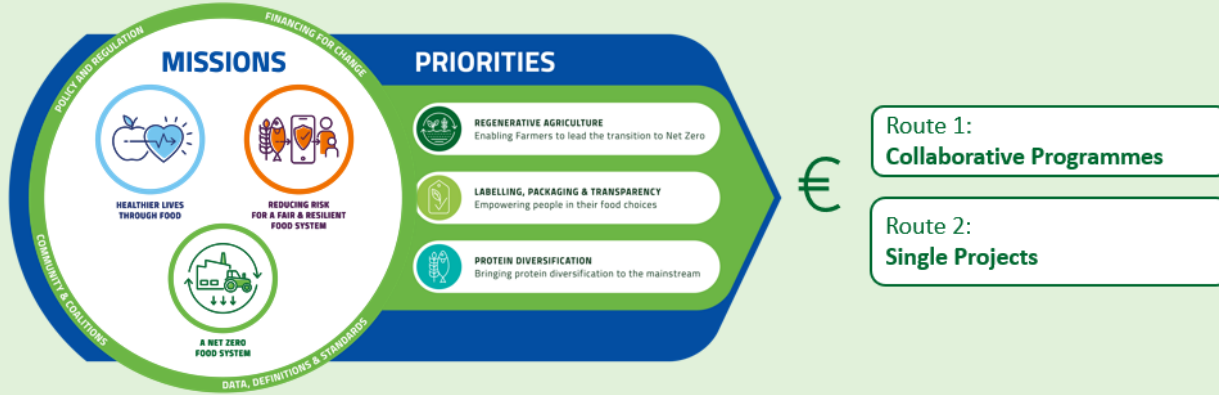 POLICY AND REGULATION
FINANCING FOR CHANGE
COMMUNITY & COALITIONS
DATA, DEFINITIONS & STANDARDS
MISSIONS
HEALTHIER LIVES
THROUGH FOOD
REDUCING RISK
FOR A FAIR & RESILIENT
FOOD SYSTEM
A NET ZERO
FOOD SYSTEM
PRIORITIES
REGENERATIVE AGRICULTURE
Enabling Farmers to lead the transition to Net Zero
LABELLING, PACKAGING & TRANSPARENCY
Empowering people in their food choices
PROTEIN DIVERSIFICATION
Bringing protein diversification to the mainstream
€
Route 1:
Collaborative Programmes
Route 2:
Single Projects